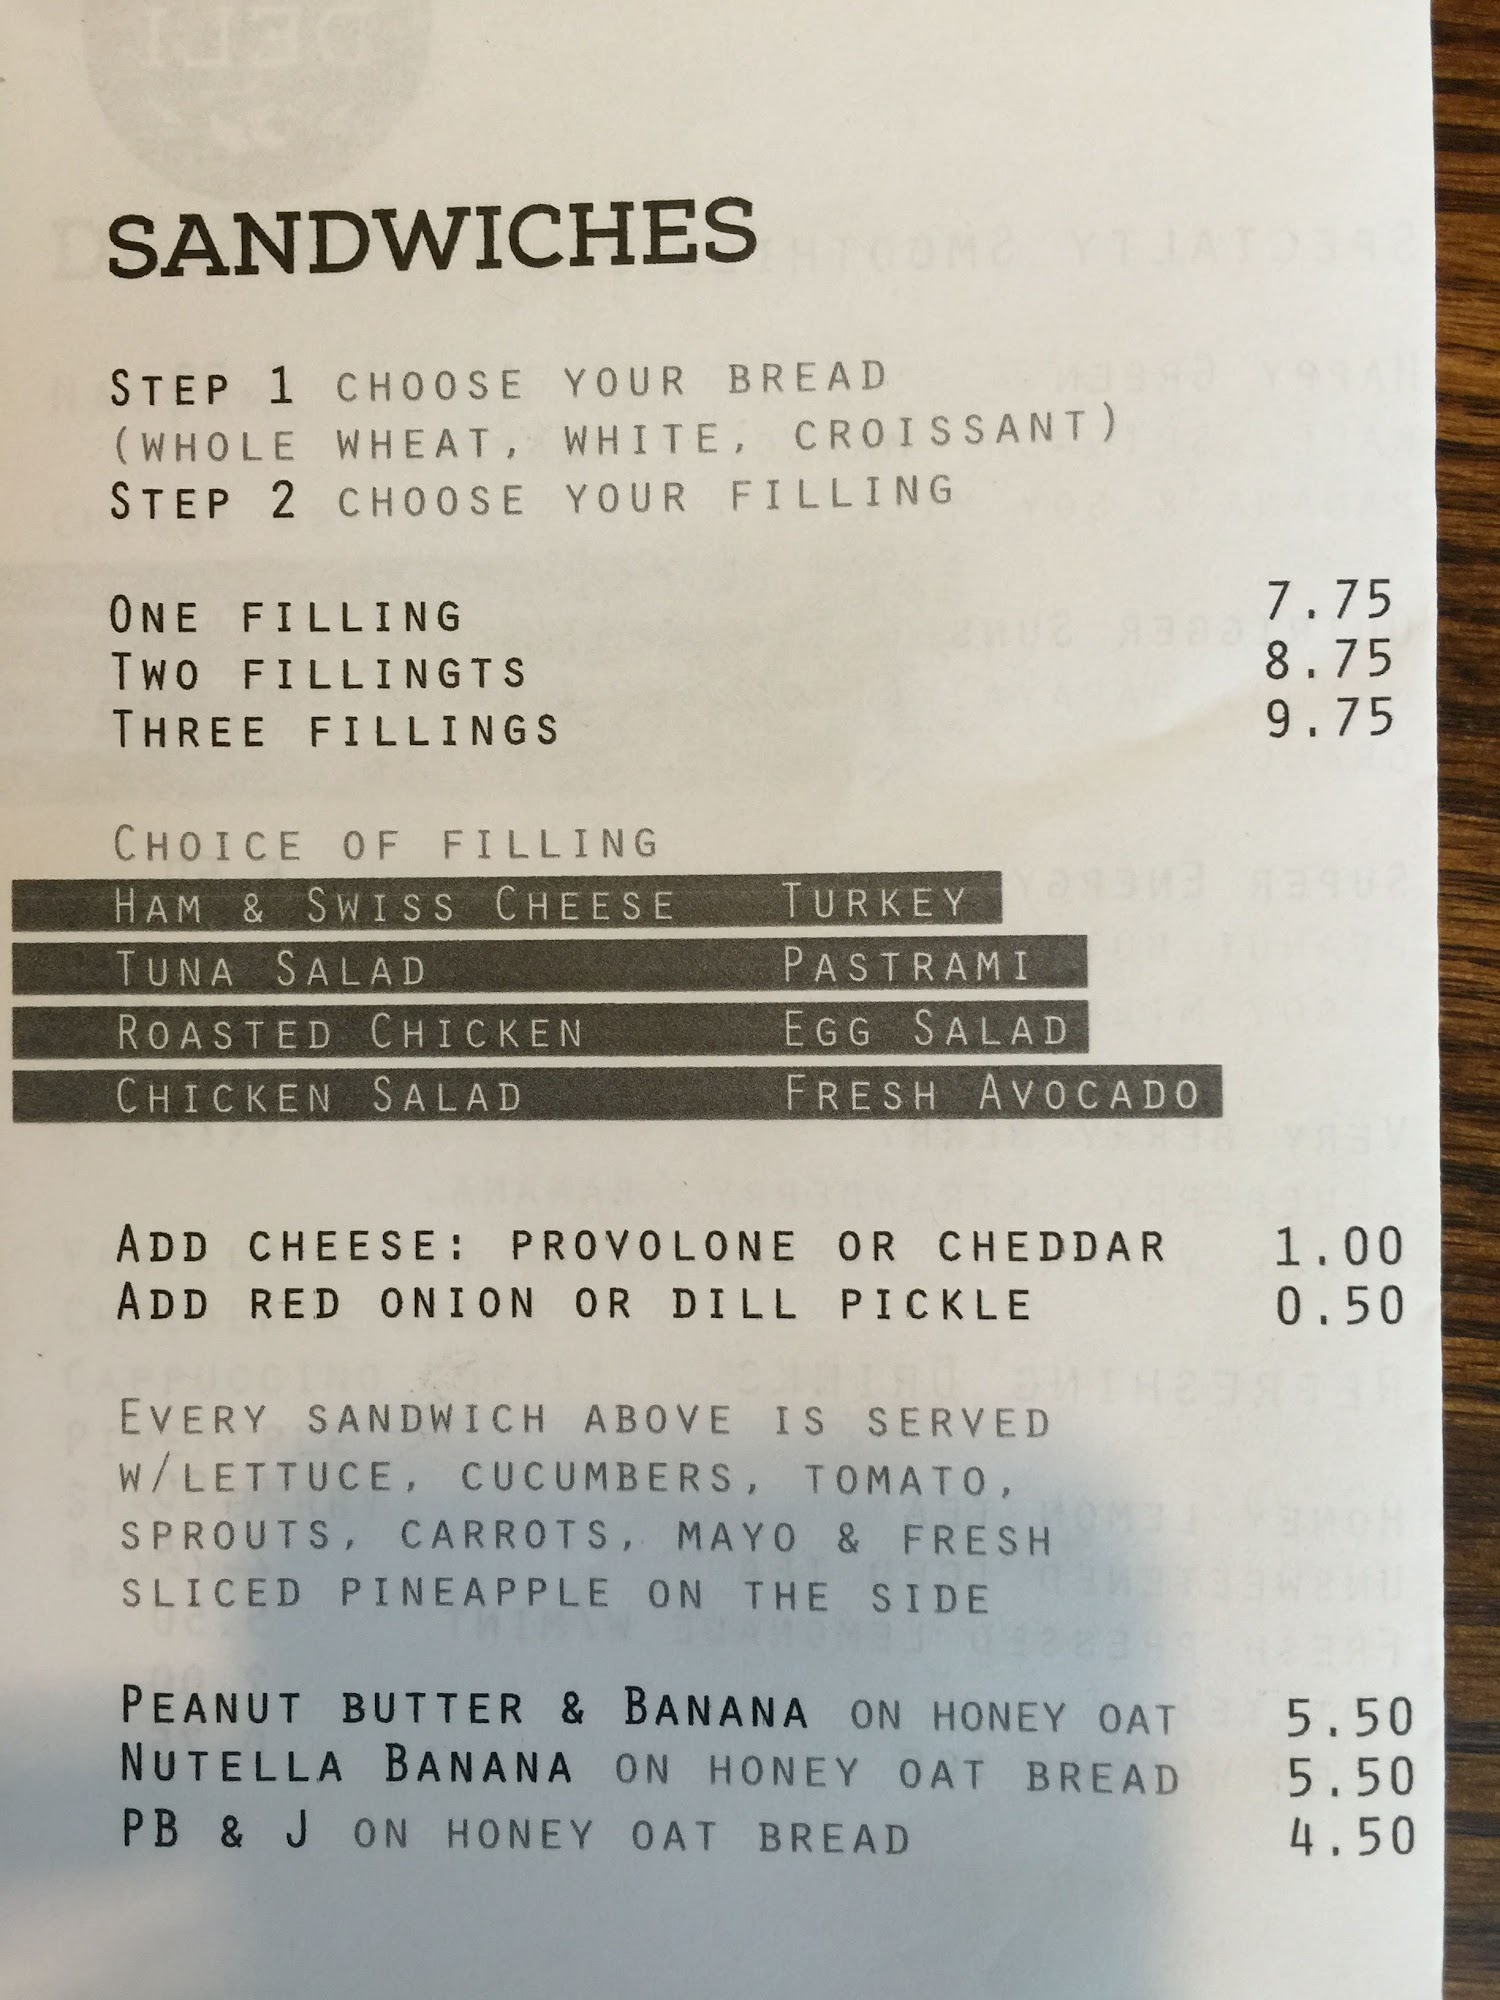 SANDWICHES
STEP 1 CHOOSE YOUR BREAD
(WHOLE WHEAT, WHITE, CROISSANT)
STEP 2 CHOOSE YOUR FILLING
ONE FILLING 7.75
TWO FILLINGTS 8.75
THREE FILLINGS 9.75
CHOICE OF FILLING
HAM & SWISS CHEESE TURKEY
TUNA SALAD PASTRAMI
ROASTED CHICKEN EGG SALAD
CHICKEN SALAD FRESH AVOCADO
ADD CHEESE: PROVOLONE OR CHEDDAR 1.00
ADD RED ONION OR DILL PICKLE 0.50
EVERY SANDWICH ABOVE IS SERVED
W/LETTUCE, CUCUMBERS, TOMATO,
SPROUTS, CARROTS, MAYO & FRESH
SLICED PINEAPPLE ON THE SIDE
PEANUT BUTTER & BANANA ON HONEY OAT 5.50
NUTELLA BANANA ON HONEY OAT BREAD 5.50
PB & J ON HONEY OAT BREAD 4.50